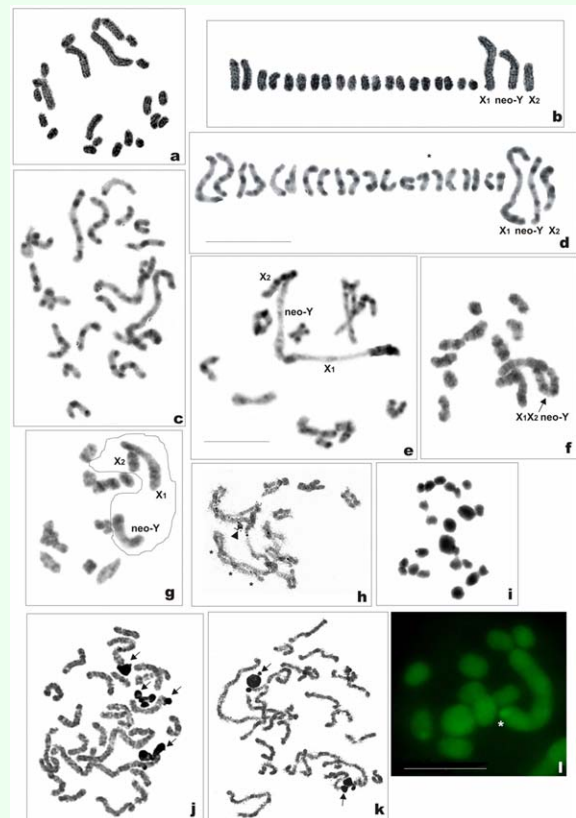 a
X1 neo-Y X2
b
c
*
X1 neo-Y X2
d
X2
neo-Y
X1
e
X1X2 neo-Y
f
X2
X1
neo-Y
g
* * *
h
i
j
k
*
l